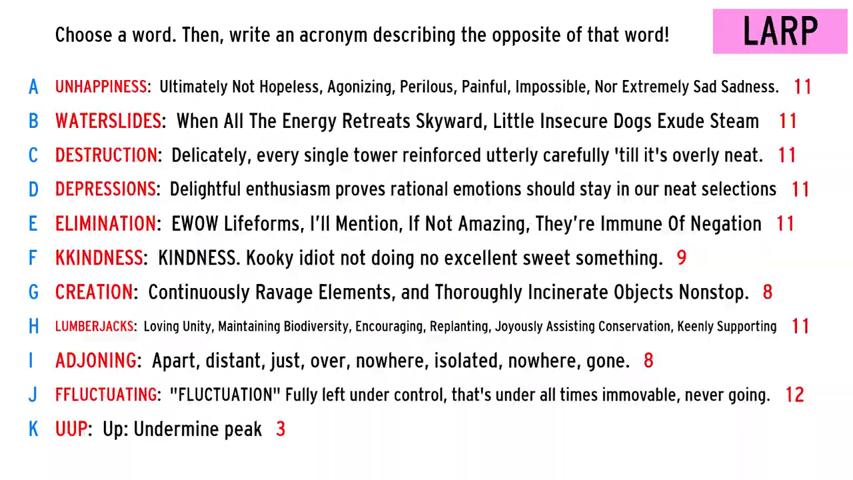 Choose a word. Then, write an acronym describing the opposite of that word!
LARP
A UNHAPPINESS: Ultimately Not Hopeless, Agonizing, Perilous, Painful, Impossible, Nor Extremely Sad Sadness. 11
B WATERSLIDES: When All The Energy Retreats Skyward, Little Insecure Dogs Exude Steam 11
C DESTRUCTION: Delicately, every single tower reinforced utterly carefully 'till it's overly neat. 11
D DEPRESSIONS: Delightful enthusiasm proves rational emotions should stay in our neat selections 11
E ELIMINATION: EWOW Lifeforms, I'll Mention, If Not Amazing, They're Immune Of Negation 11
F KKINDNESS: KINDNESS. Kooky idiot not doing no excellent sweet something. 9
G CREATION: Continuously Ravage Elements, and Thoroughly Incinerate Objects Nonstop. 8
H LUMBERJACKS: Loving Unity, Maintaining Biodiversity, Encouraging, Replanting, Joyously Assisting Conservation, Keenly Supporting 11
I ADJONING: Apart, distant, just, over, nowhere, isolated, nowhere, gone. 8
J FFLUCTUATING: "FLUCTUATION" Fully left under control, that's under all times immovable, never going. 12
K UUP: Up: Undermine peak 3